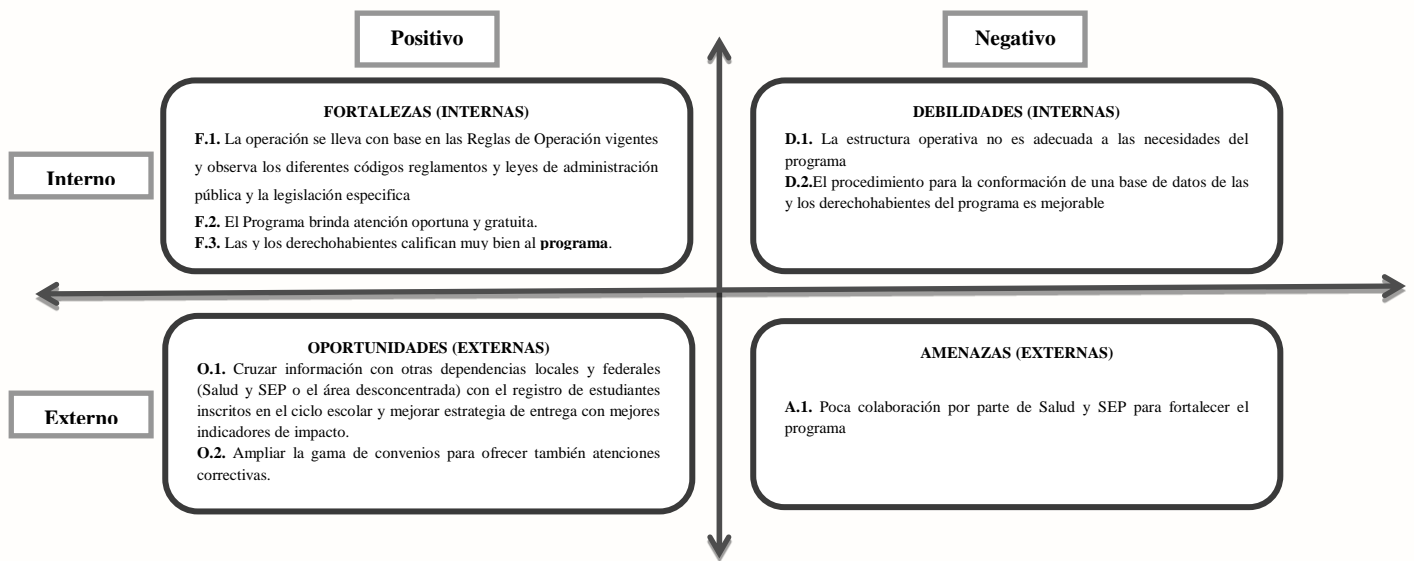 Positivo
Negativo
Interno
FORTALEZAS (INTERNAS)
F.1. La operación se lleva con base en las Reglas de Operación vigentes
y observa los diferentes códigos reglamentos y leyes de administración
pública y la legislación especifica
F.2. El Programa brinda atención oportuna y gratuita.
F.3. Las y los derechohabientes califican muy bien al programa.
DEBILIDADES (INTERNAS)
D.1. La estructura operativa no es adecuada a las necesidades del
programa
D.2.El procedimiento para la conformación de una base de datos de las
y los derechohabientes del programa es mejorable
Externo
OPORTUNIDADES (EXTERNAS)
O.1. Cruzar información con otras dependencias locales y federales
(Salud y SEP o el área desconcentrada) con el registro de estudiantes
inscritos en el ciclo escolar y mejorar estrategia de entrega con mejores
indicadores de impacto.
O.2. Ampliar la gama de convenios para ofrecer también atenciones
correctivas.
AMENAZAS (EXTERNAS)
A.1. Poca colaboración por parte de Salud y SEP para fortalecer el
programa